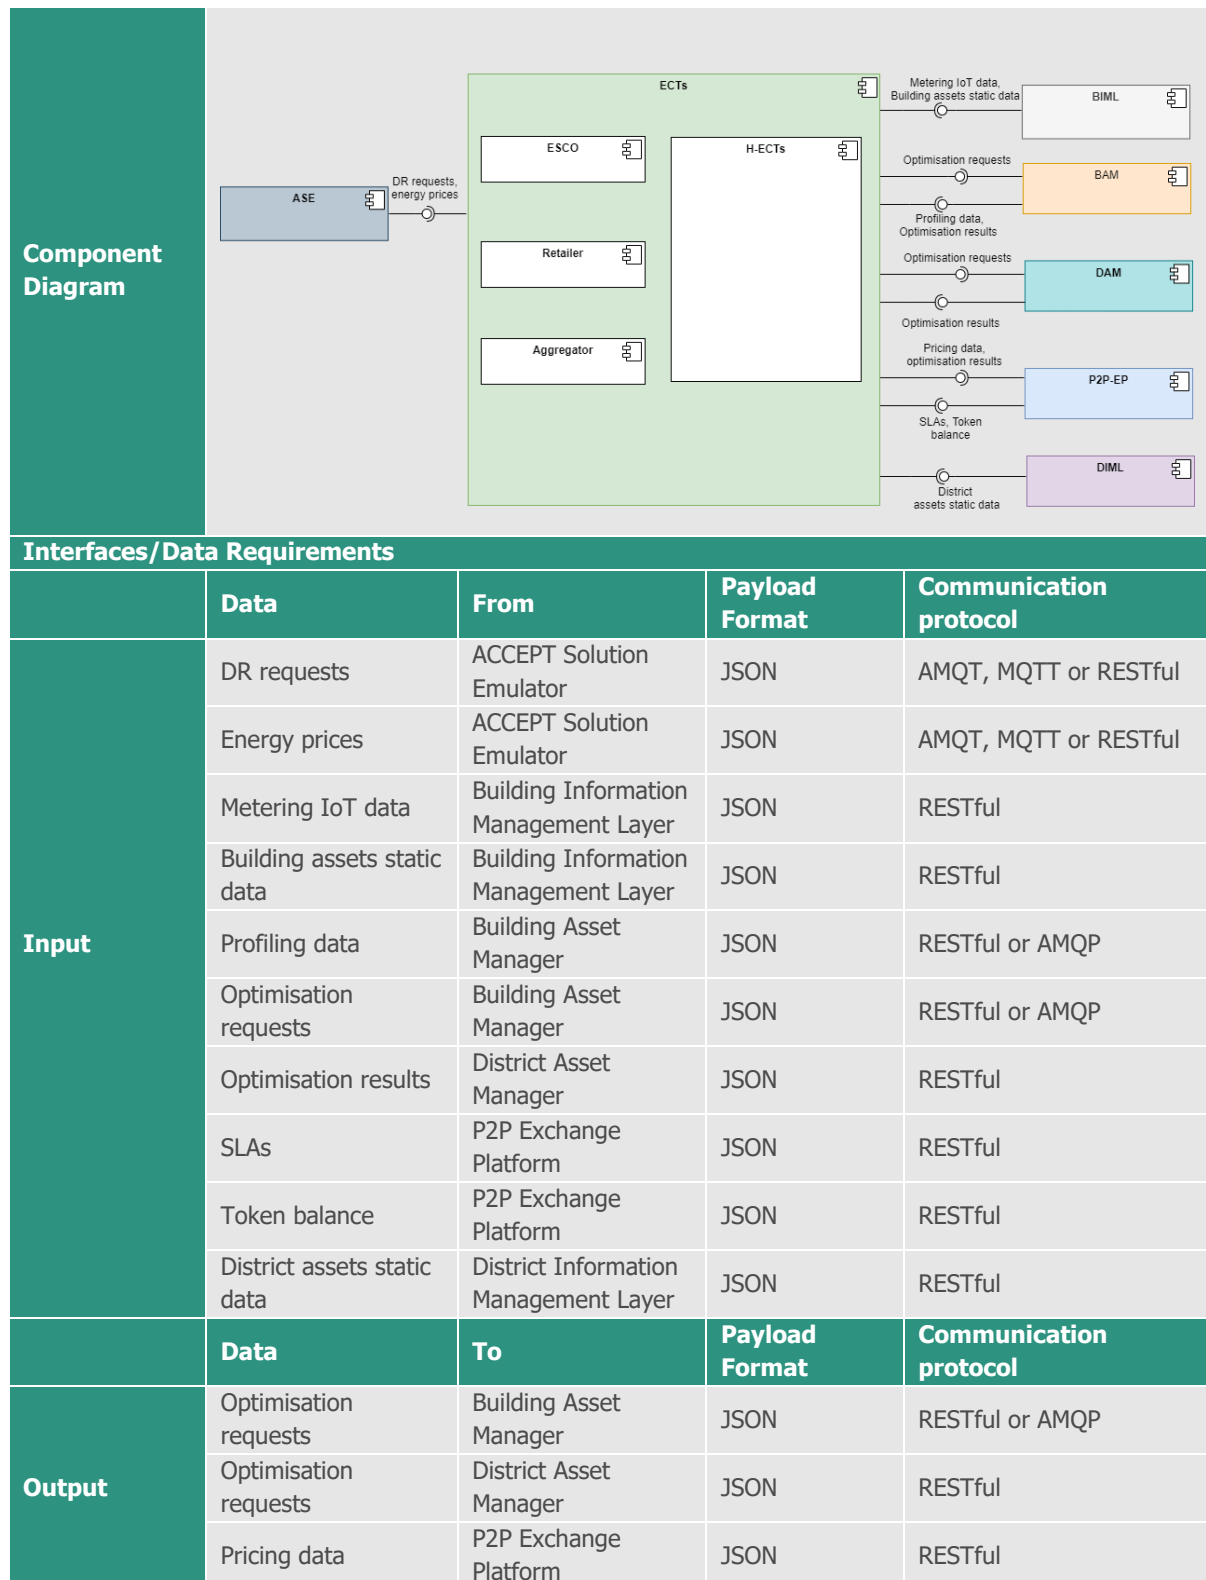 Component
Diagram
ECTs
ESCO
H-ECTs
Retailer
Aggregator
ASE
DR requests,
energy prices
Metering IoT data,
Building assets static data
BIML
Optimisation requests
BAM
Profiling data,
Optimisation results
Optimisation requests
DAM
Optimisation results
Pricing data,
optimisation results
P2P-EP
SLAs, Token
balance
DIML
District
assets static data
Interfaces/Data Requirements
Data From Payload Format Communication protocol
Input
DR requests ACCEPT Solution Emulator JSON AMQT, MQTT or RESTful
Energy prices ACCEPT Solution Emulator JSON AMQT, MQTT or RESTful
Metering IoT data Building Information Management Layer JSON RESTful
Building assets static data Building Information Management Layer JSON RESTful
Profiling data Building Asset Manager JSON RESTful or AMQP
Optimisation requests Building Asset Manager JSON RESTful or AMQP
Optimisation results District Asset Manager JSON RESTful
SLAs P2P Exchange Platform JSON RESTful
Token balance P2P Exchange Platform JSON RESTful
District assets static data District Information Management Layer JSON RESTful
Data To Payload Format Communication protocol
Output
Optimisation requests Building Asset Manager JSON RESTful or AMQP
Optimisation requests District Asset Manager JSON RESTful
Pricing data P2P Exchange Platform JSON RESTful